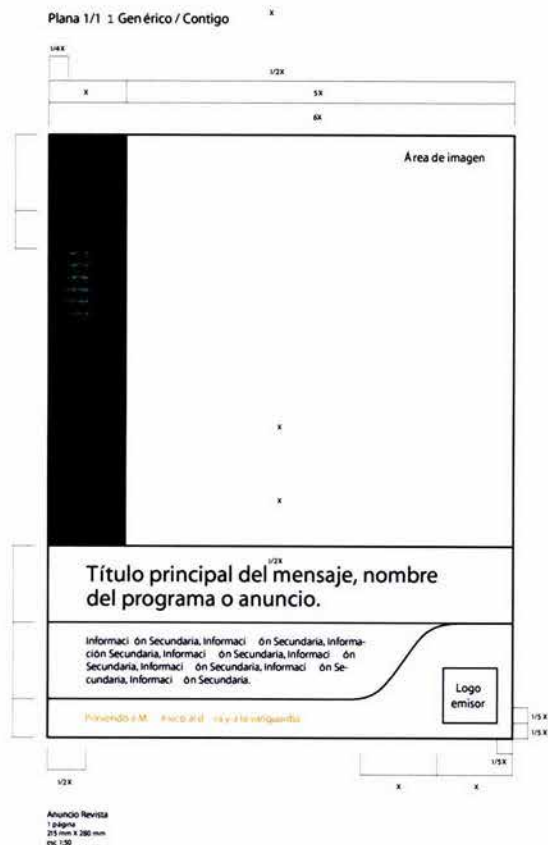 Plana 1/1 1 Genérico / Contigo
X
1/4X
1/2X
X 5X
6X
Área de imagen
X
X
1/2X
Título principal del mensaje, nombre
del programa o anuncio.
Informaci ón Secundaria, Informaci ón Secundaria, Informa-
ción Secundaria, Informaci ón Secundaria, Informaci ón
Secundaria, Informaci ón Secundaria, Informaci ón Se-
cundaria, Informaci ón Secundaria.
Logo
emisor
1/5 X
1/5 X
1/5X
1/2X
X X
Anuncio Revista
1 página
215 mm X 280 mm
esc 1:50